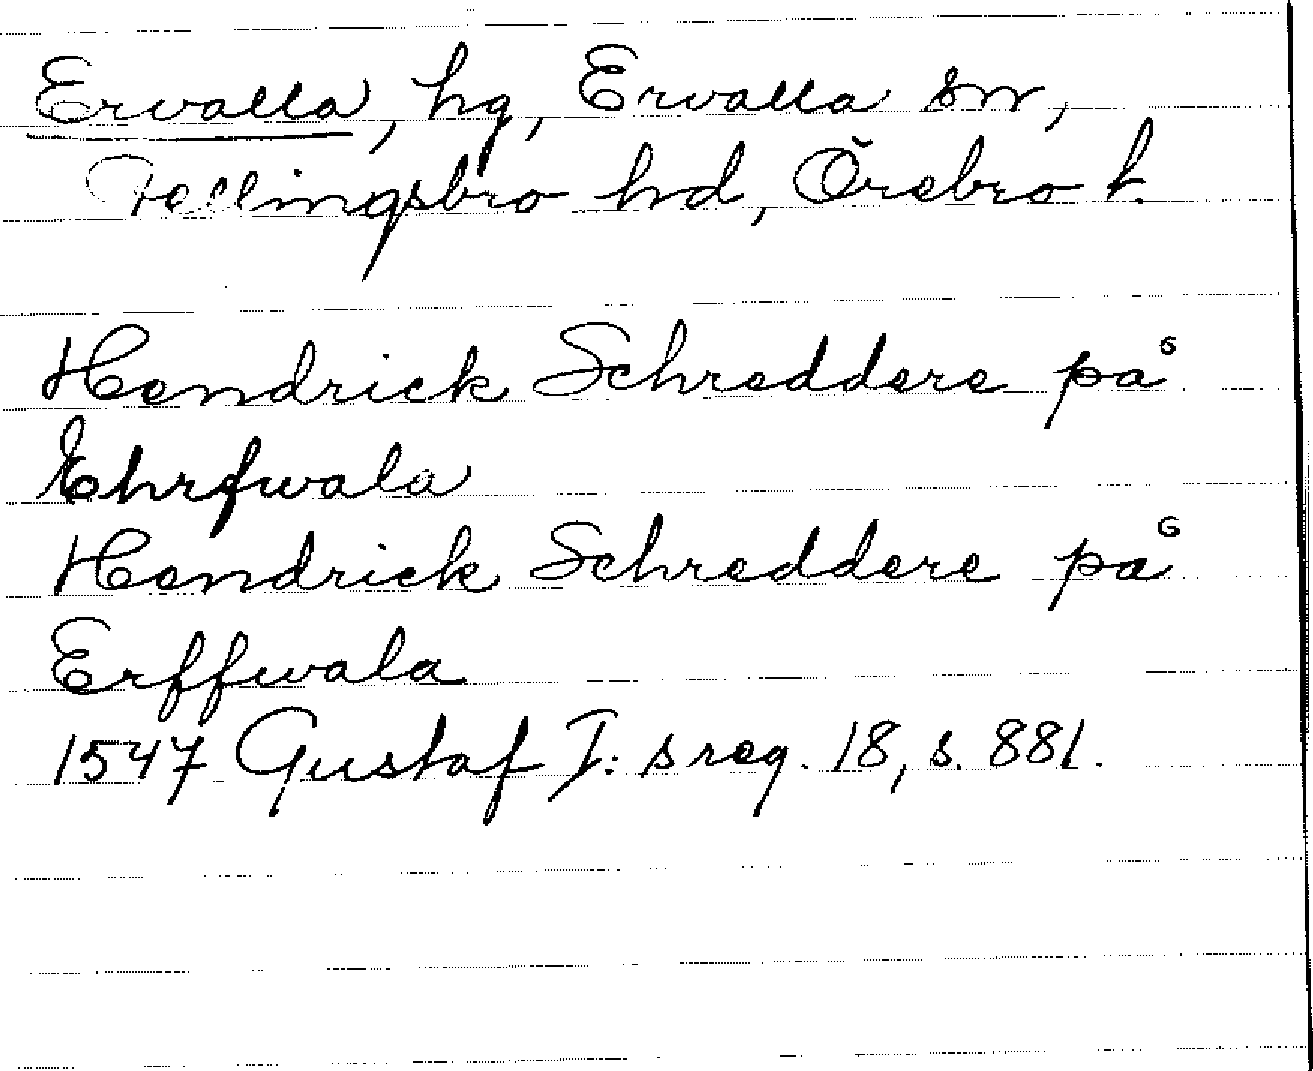 Ervalla, hg, Ervalla sn,
Fellingsbro hd, Örebro l.
Hendrick Schreddere på
Ehrfwala
Hendrick Schreddere på
Erffwala
1547 Gustaf I:s reg. 18, s. 881.